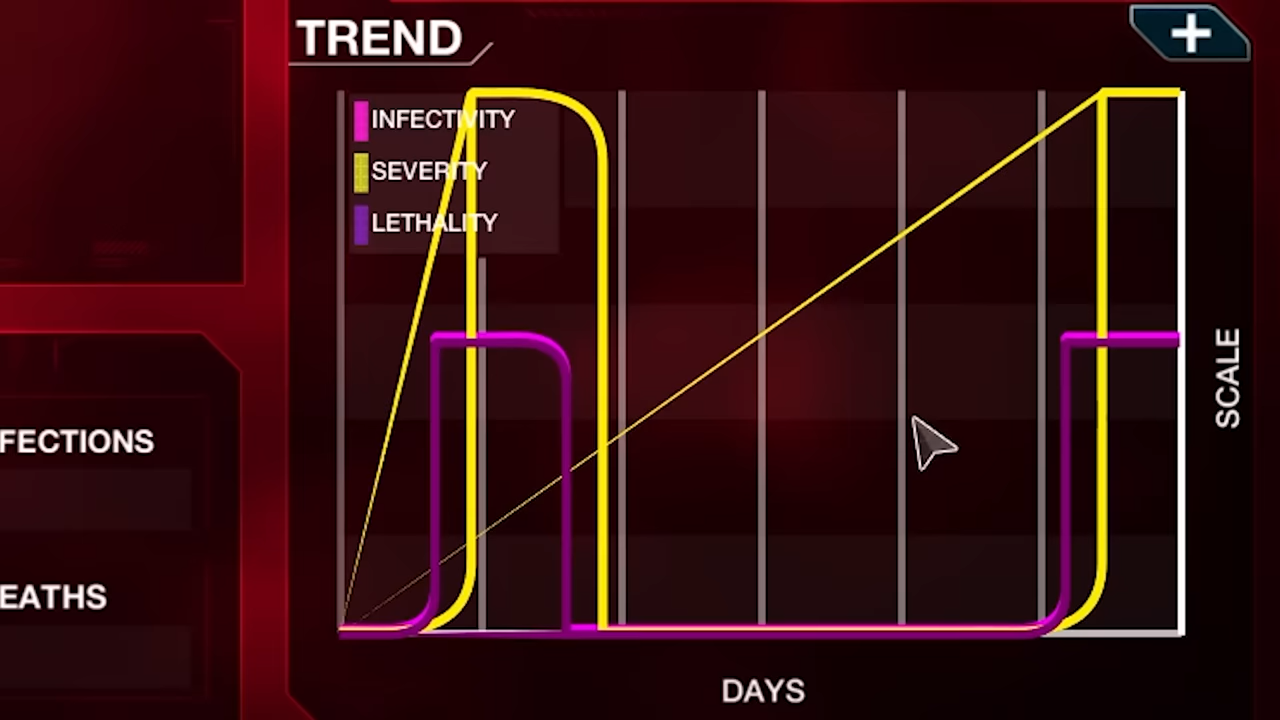 TREND
INFECTIVITY
SEVERITY
LETHALITY
FECTIONS
EATHS
SCALE
DAYS